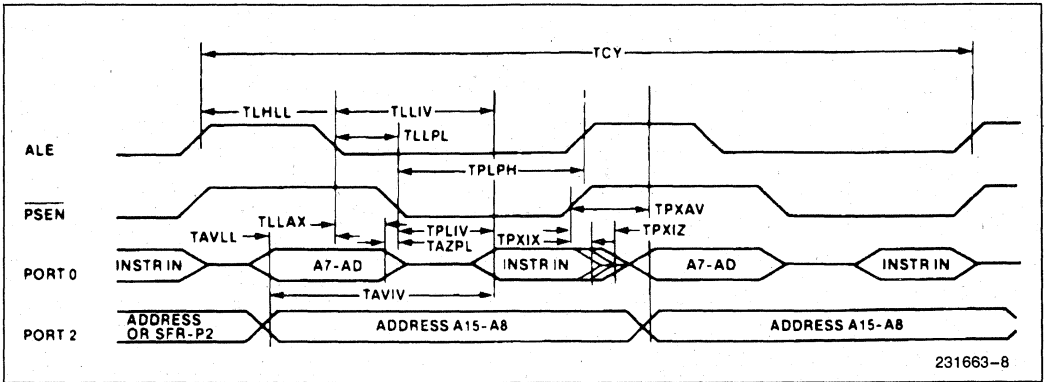 TCY
TLHLL
TLLIV
TLLPL
ALE
TPLPH
PSEN
TLLAX
TPLIV
TPXAV
TAVLL
TAZPL
TPXIX
TPXIZ
PORT 0
INSTR IN
A7-AD
INSTR IN
A7-AD
INSTR IN
TAVIV
PORT 2
ADDRESS
OR SFR-P2
ADDRESS A15-A8
ADDRESS A15-A8
231663-8